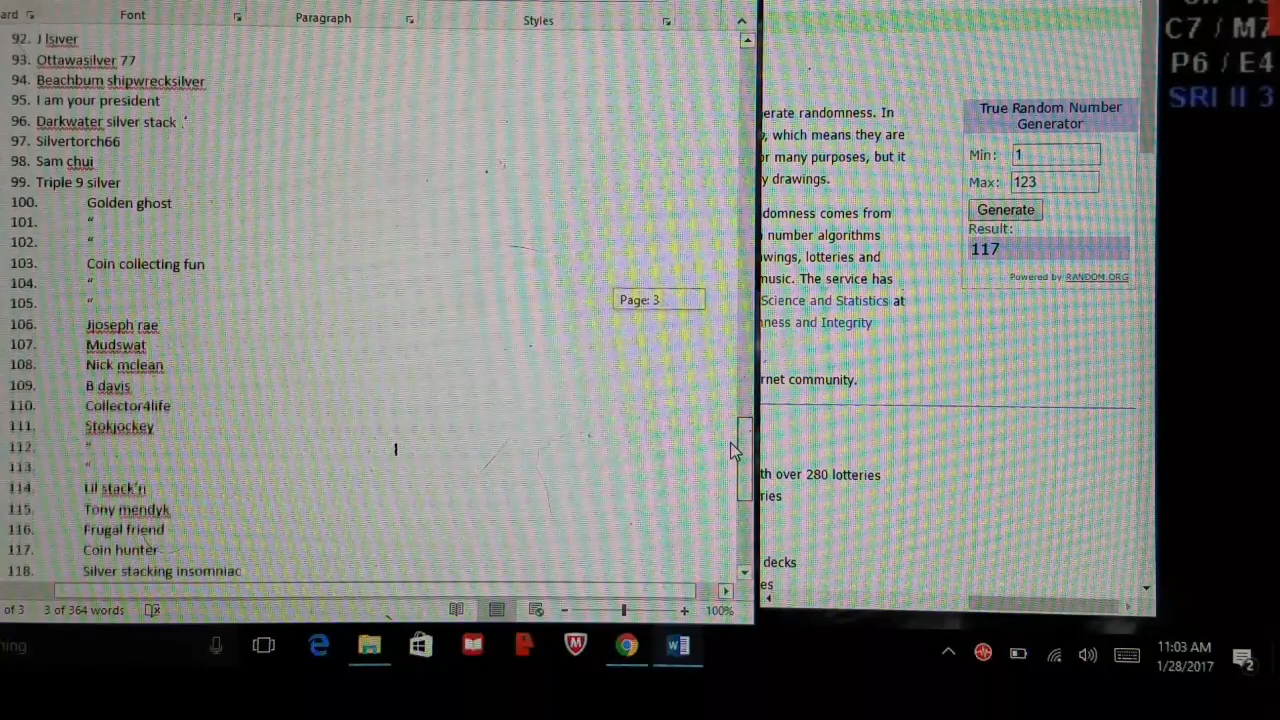 Font
Paragraph
Styles
92. J lsiver
93. Ottawasilver 77
94. Beachbum shipwrecksilver
95. I am your president
96. Darkwater silver stack
97. Silvertorch66
98. Sam chui
99. Triple 9 silver
100. Golden ghost
101. "
102. "
103. Coin collecting fun
104. "
105. "
106. Jjoseph rae
107. Mudswat
108. Nick mclean
109. B davis
110. Collector4life
111. Stokjockey
112. "
113. "
114. Lil stack'n
115. Tony mendyk
116. Frugal friend
117. Coin hunter
118. Silver stacking insomniac
Page: 3
of 3 3 of 364 words
100%
erate randomness. In
, which means they are
or many purposes, but it
y drawings.
domness comes from
number algorithms
wings, lotteries and
music. The service has
Science and Statistics at
ness and Integrity
rnet community.
th over 280 lotteries
ries
decks
es
True Random Number
Generator
Min: 1
Max: 123
Generate
Result:
117
Powered by RANDOM.ORG
C7 / M7
P6 / E4
SRI II 3
11:03 AM
1/28/2017
2